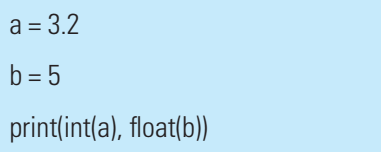 a = 3.2
b = 5
print(int(a), float(b))